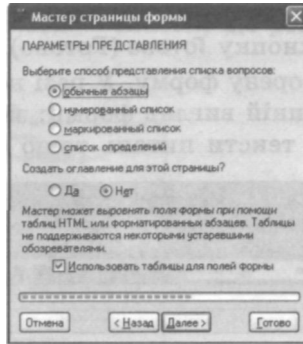 Мастер страницы формы
ПАРАМЕТРЫ ПРЕДСТАВЛЕНИЯ
Выберите способ представления списка вопросов:
обычные абзацы
нумерованный список
маркированный список
список определений
Создать оглавление для этой страницы?
Да Нет
Мастер может выровнять поля формы при помощи
таблиц HTML или форматированных абзацев. Таблицы
не поддерживаются некоторыми устаревшими
обозревателями.
Использовать таблицы для полей формы
Отмена < Назад Далее > Готово